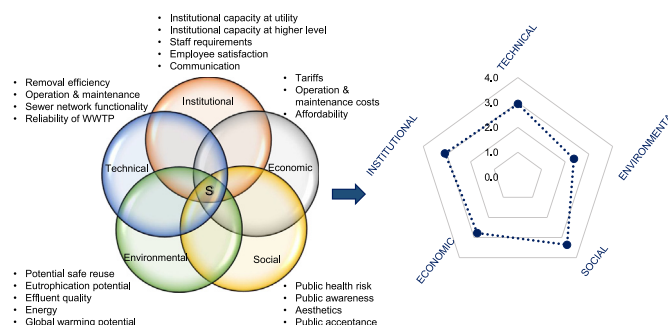 • Institutional capacity at utility
• Institutional capacity at higher level
• Staff requirements
• Employee satisfaction
• Communication
• Removal efficiency
• Operation & maintenance
• Sewer network functionality
• Reliability of WWTP
• Tariffs
• Operation &
maintenance costs
• Affordability
Institutional
Technical
Economic
S
Environmental
Social
• Potential safe reuse
• Eutrophication potential
• Effluent quality
• Energy
• Global warming potential
• Public health risk
• Public awareness
• Aesthetics
• Public acceptance
TECHNICAL
4.0
3.0
2.0
1.0
0.0
INSTITUTIONAL
ENVIRONMENTA
ECONOMIC
SOCIAL